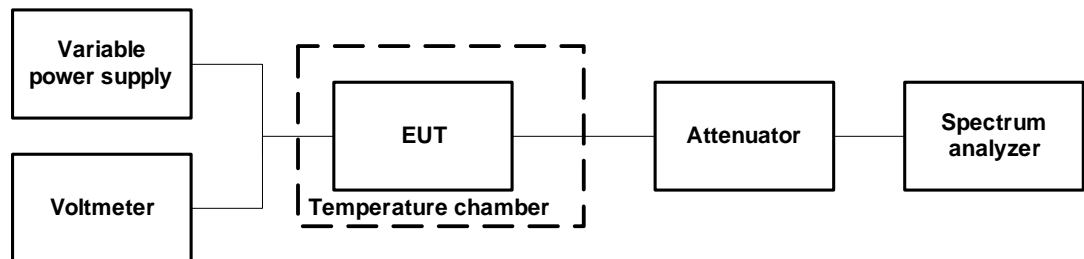 Variable
power supply
EUT
Attenuator
Spectrum
analyzer
Voltmeter
Temperature chamber